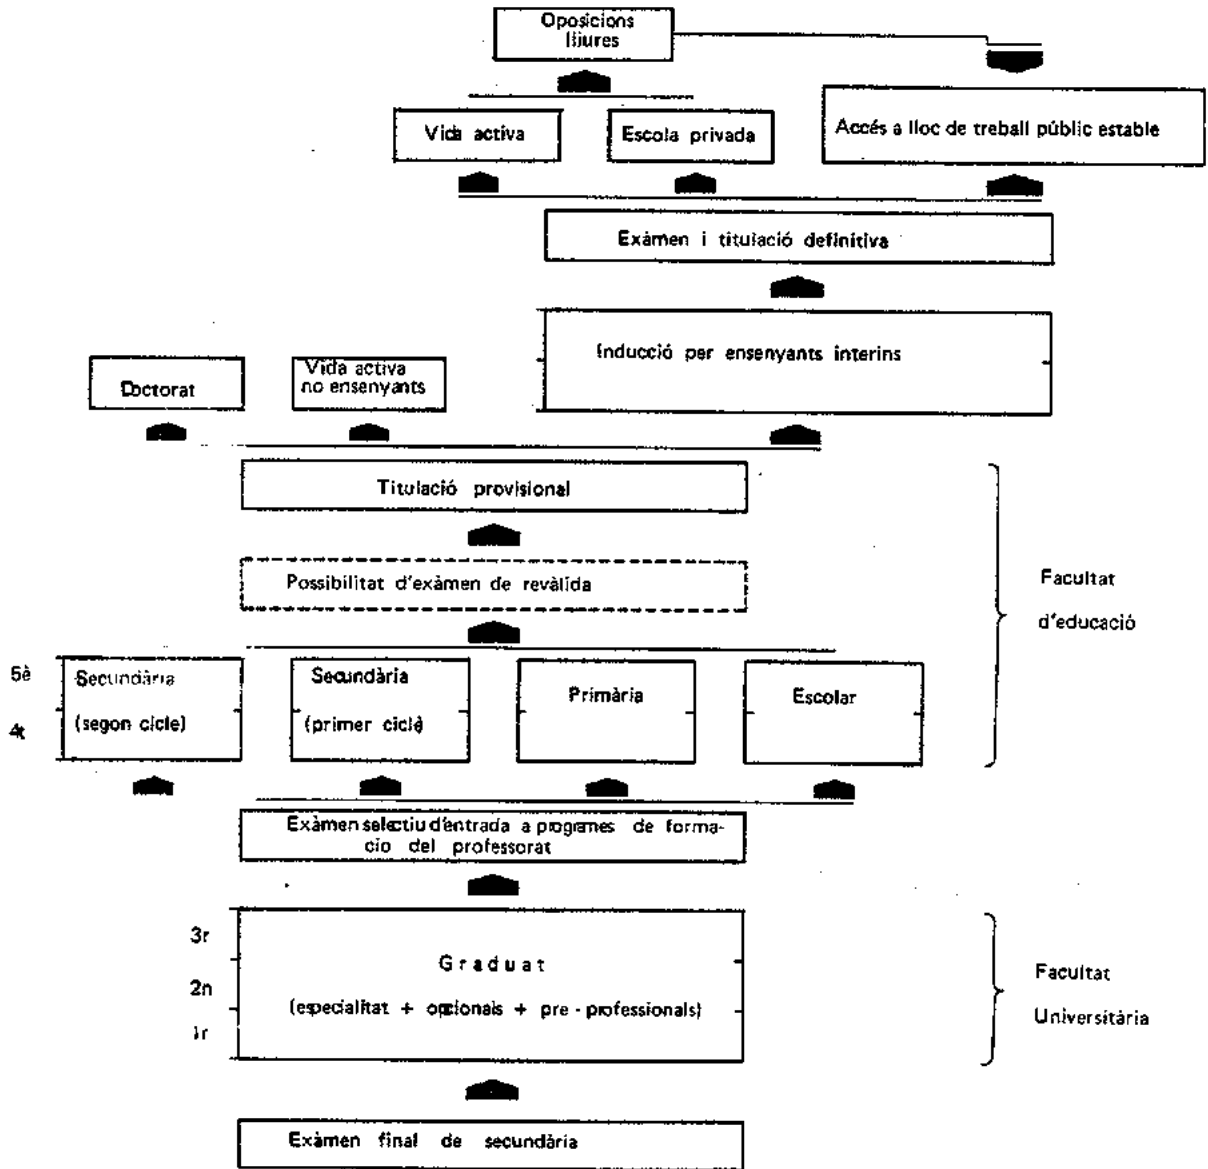 Oposicions
lliures
Vida activa
Escola privada
Accés a lloc de treball públic estable
Exàmen i titulació definitiva
Inducció per ensenyants interins
Doctorat
Vida activa
no ensenyants
Titulació provisional
Possibilitat d'exàmen de revàlida
Facultat
d'educació
5è
4t
Secundària
(segon cicle)
Secundària
(primer cicle)
Primària
Escolar
Exàmen selectiu d'entrada a programes de forma-
cio del professorat
3r
2n
1r
Graduat
(especialitat + opcionals + pre-professionals)
Facultat
Universitària
Exàmen final de secundària